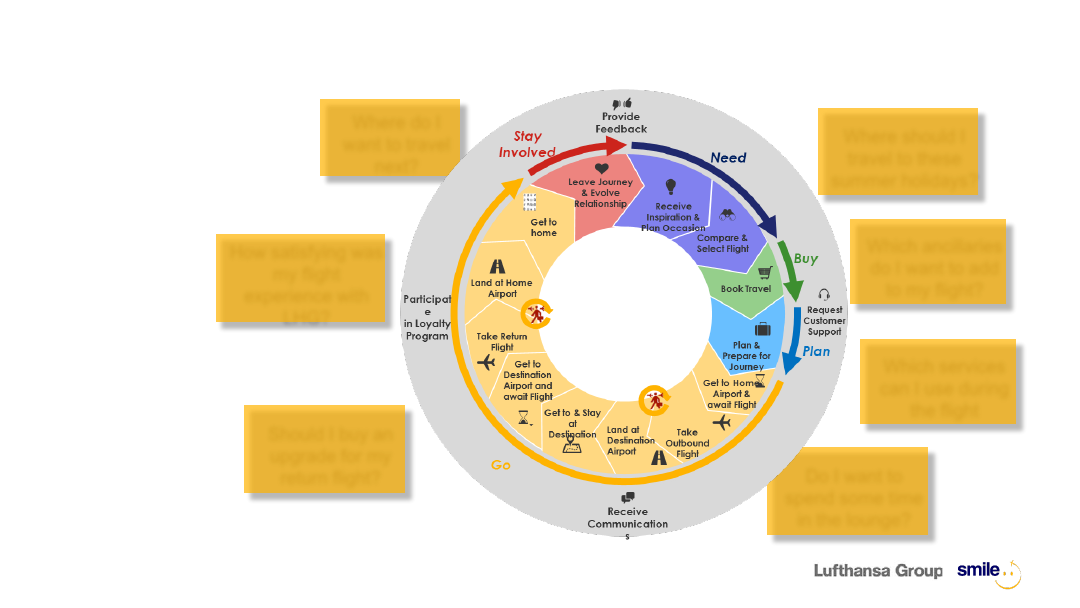 Provide
Feedback
Stay
Involved
Need
Where do I
want to travel
next?
Where should I
travel to these
summer holidays?
Leave Journey
& Evolve
Relationship
Receive
Inspiration &
Plan Occasion
Get to
home
Compare &
Select Flight
How satisfying was
my flight
experience with
LHG?
Which ancillaries
do I want to add
to my flight?
Buy
Land at Home
Airport
Book Travel
Participat
e
in Loyalty
Program
Request
Customer
Support
Take Return
Flight
Plan &
Prepare for
Journey
Plan
Get to
Destination
Airport and
await Flight
Get to Home
Airport &
await Flight
Which services
can I use during
the flight
Get to & Stay
at
Destination
Land at
Destination
Airport
Take
Outbound
Flight
Should I buy an
upgrade for my
return flight?
Go
Do I want to
spend some time
in the lounge?
Receive
Communication
s
Lufthansa Group
smile